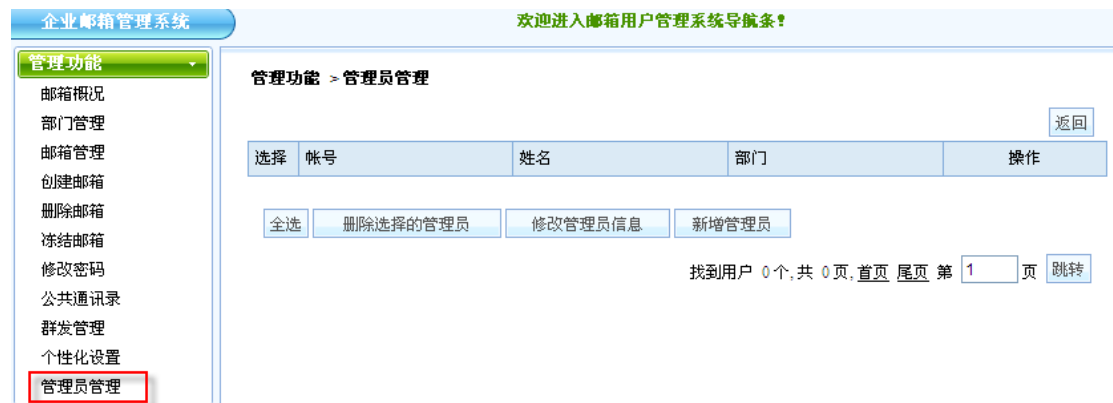 企业邮箱管理系统
欢迎进入邮箱用户管理系统导航条!
管理功能
邮箱概况
部门管理
邮箱管理
创建邮箱
删除邮箱
冻结邮箱
修改密码
公共通讯录
群发管理
个性化设置
管理员管理
管理功能 >管理员管理
返回
选择 帐号 姓名 部门 操作
全选 删除选择的管理员 修改管理员信息 新增管理员
找到用户 0个,共 0页,首页 尾页 第 1 页 跳转